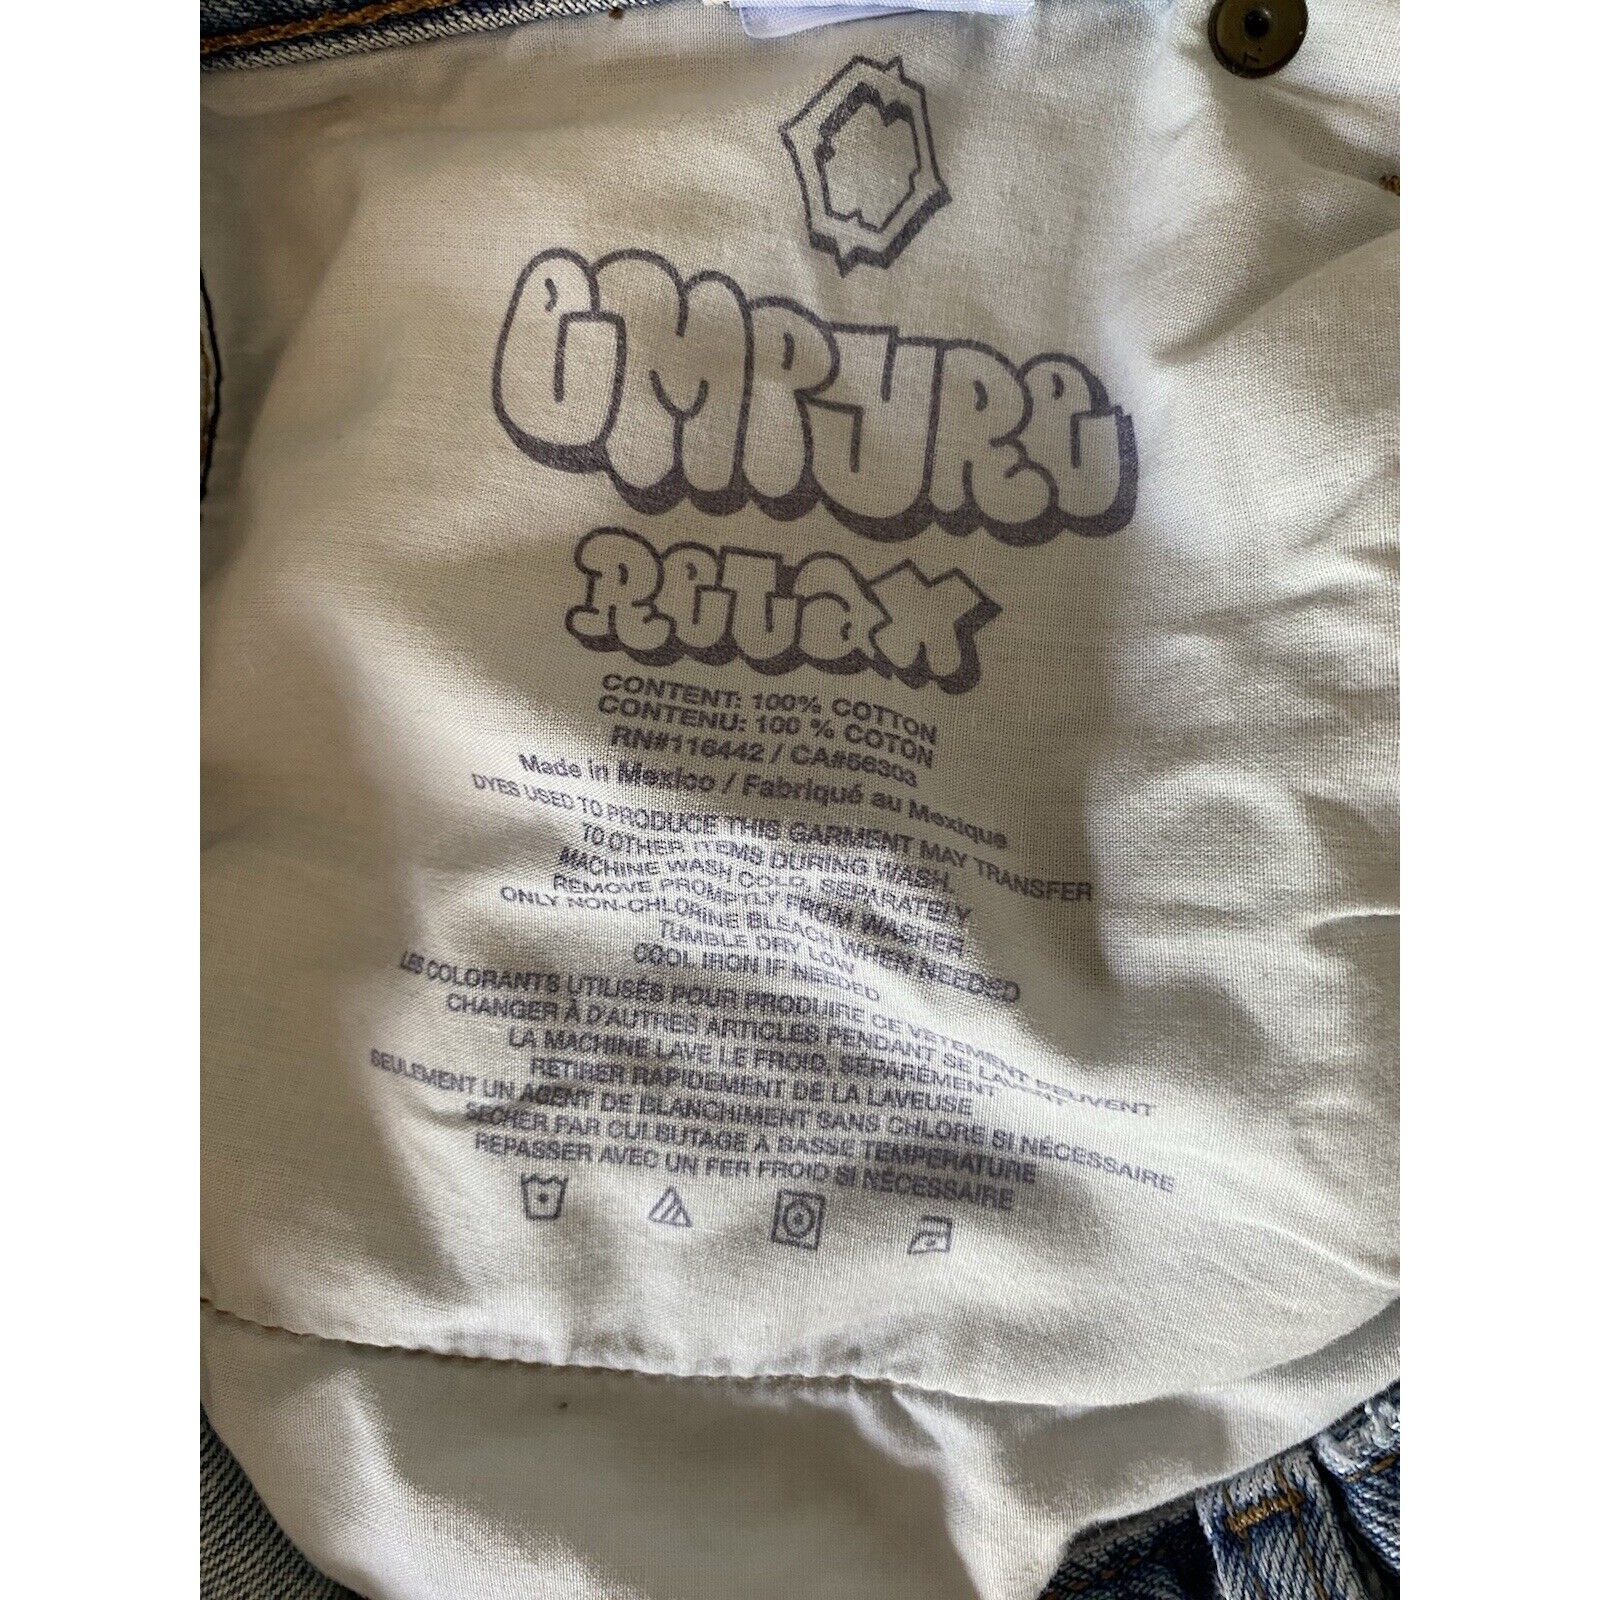 EMPYRE
RELAX
CONTENT: 100% COTTON
CONTENU: 100 % COTON
RN#116442 / CA#56303
Made in Mexico / Fabriqué au Mexique
DYES USED TO PRODUCE THIS GARMENT MAY TRANSFER
TO OTHER ITEMS DURING WASH.
MACHINE WASH COLD, SEPARATELY
REMOVE PROMPTLY FROM WASHER
ONLY NON-CHLORINE BLEACH WHEN NEEDED
TUMBLE DRY LOW
COOL IRON IF NEEDED
LES COLORANTS UTILISÉS POUR PRODUIRE CE VÊTEMENT PEUVENT
CHANGER À D'AUTRES ARTICLES PENDANT SE LAVENT
LA MACHINE LAVE LE FROID, SÉPARÉMENT
RETIRER RAPIDEMENT DE LA LAVEUSE
SEULEMENT UN AGENT DE BLANCHIMENT SANS CHLORE SI NÉCESSAIRE
SECHER PAR CULBUTAGE À BASSE TEMPERATURE
REPASSER AVEC UN FER FROID SI NÉCESSAIRE